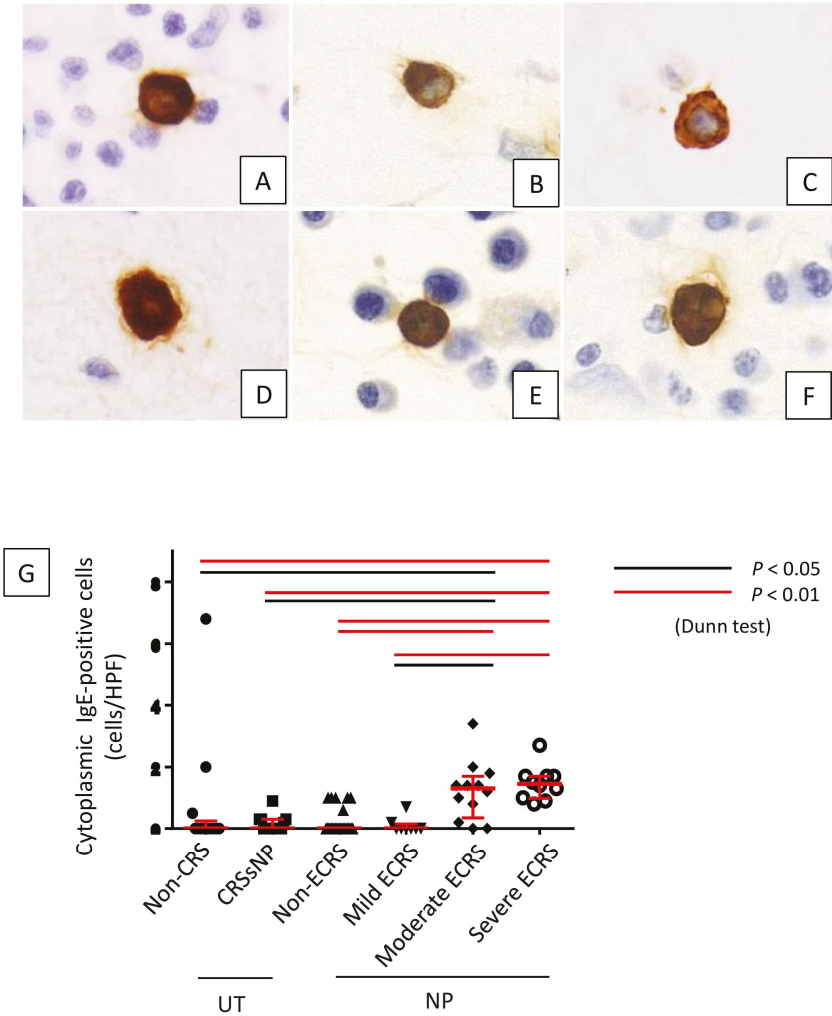 A
B
C
D
E
F
G
Cytoplasmic IgE-positive cells
(cells/HPF)
8
6
4
2
0
P < 0.05
P < 0.01
(Dunn test)
Non-CRS
CRSsNP
Non-ECRS
Mild ECRS
Moderate ECRS
Severe ECRS
UT
NP